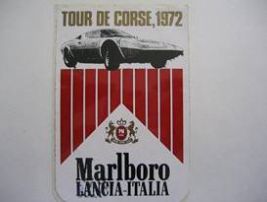 TOUR DE CORSE, 1972
Marlboro
LANCIA-ITALIA